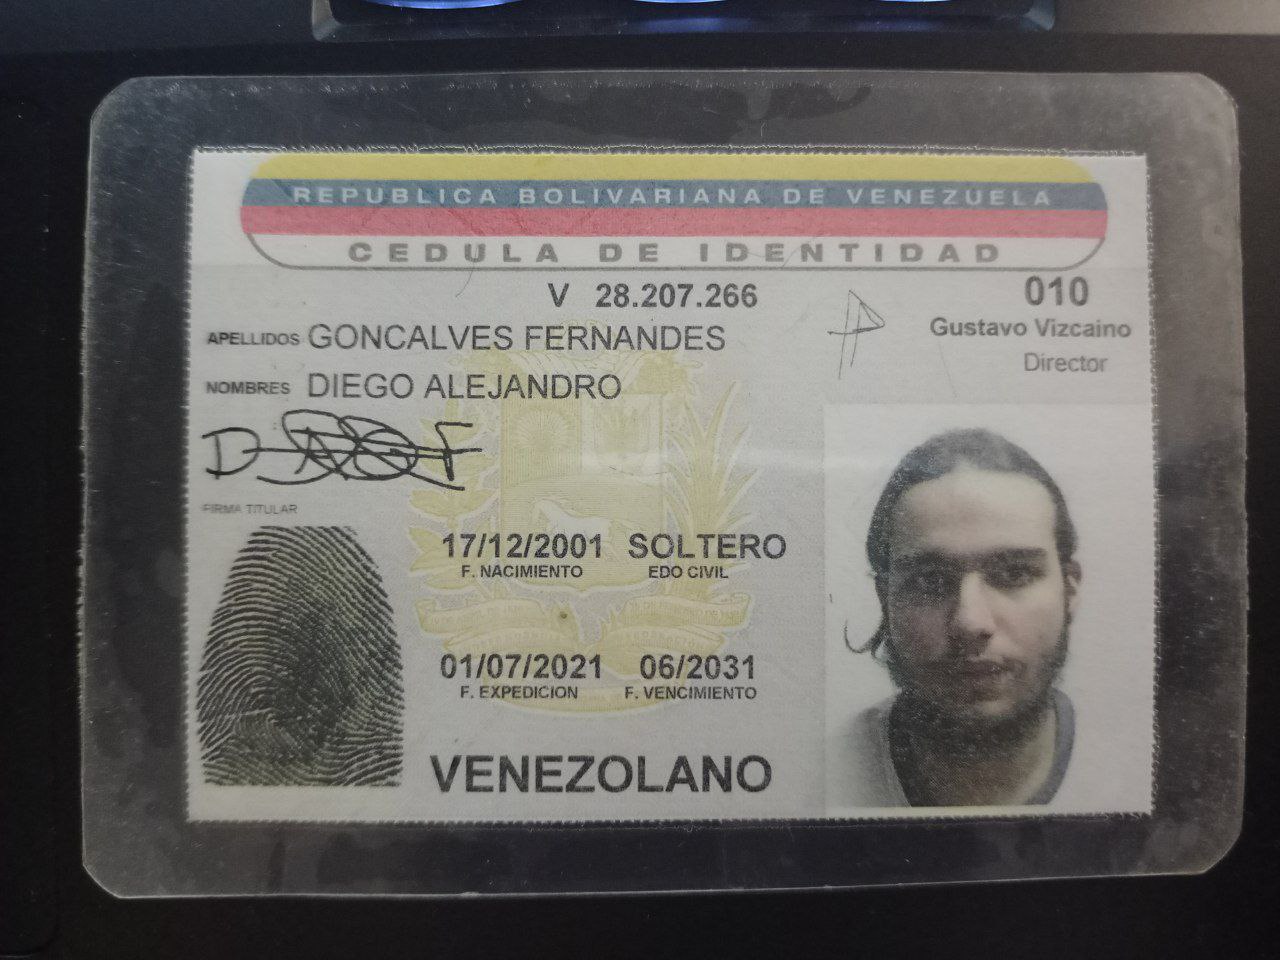 REPUBLICA BOLIVARIANA DE VENEZUELA
CEDULA DE IDENTIDAD
V 28.207.266
010
APELLIDOS GONCALVES FERNANDES
Gustavo Vizcaino
Director
NOMBRES DIEGO ALEJANDRO
FIRMA TITULAR
17/12/2001 SOLTERO
F. NACIMIENTO EDO CIVIL
01/07/2021 06/2031
F. EXPEDICION F. VENCIMIENTO
VENEZOLANO